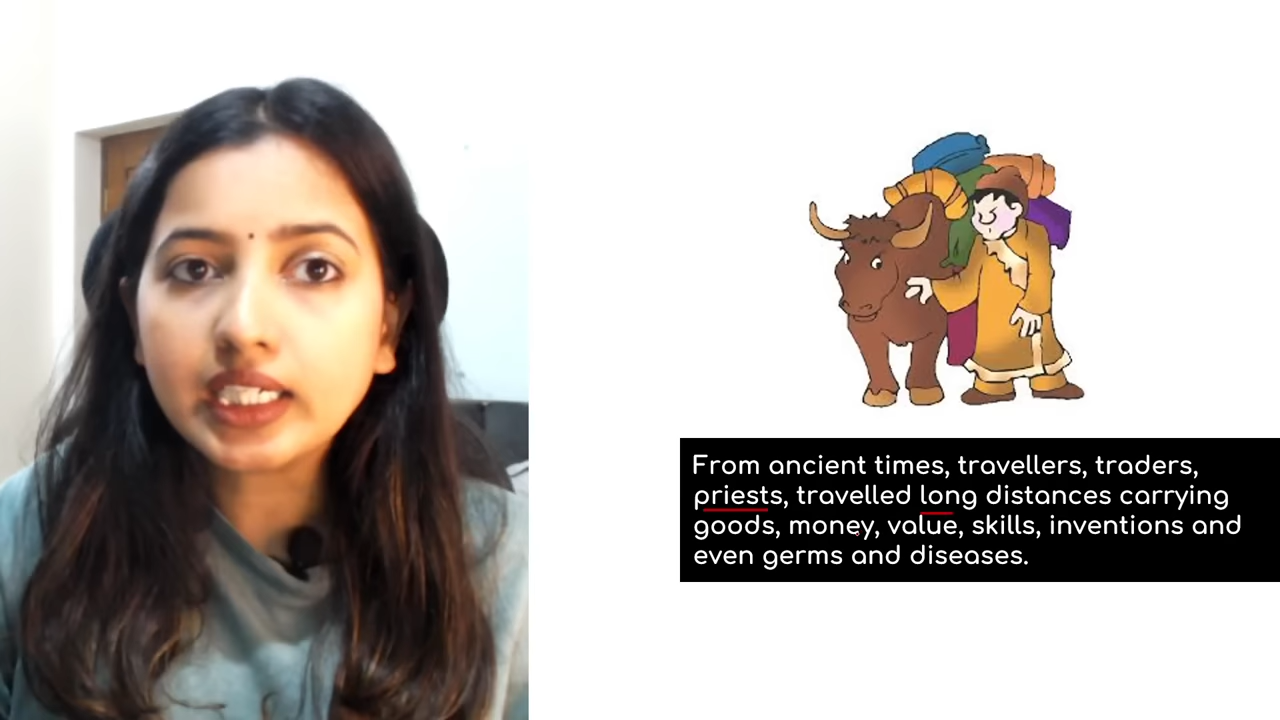 From ancient times, travellers, traders,
priests, travelled long distances carrying
goods, money, value, skills, inventions and
even germs and diseases.